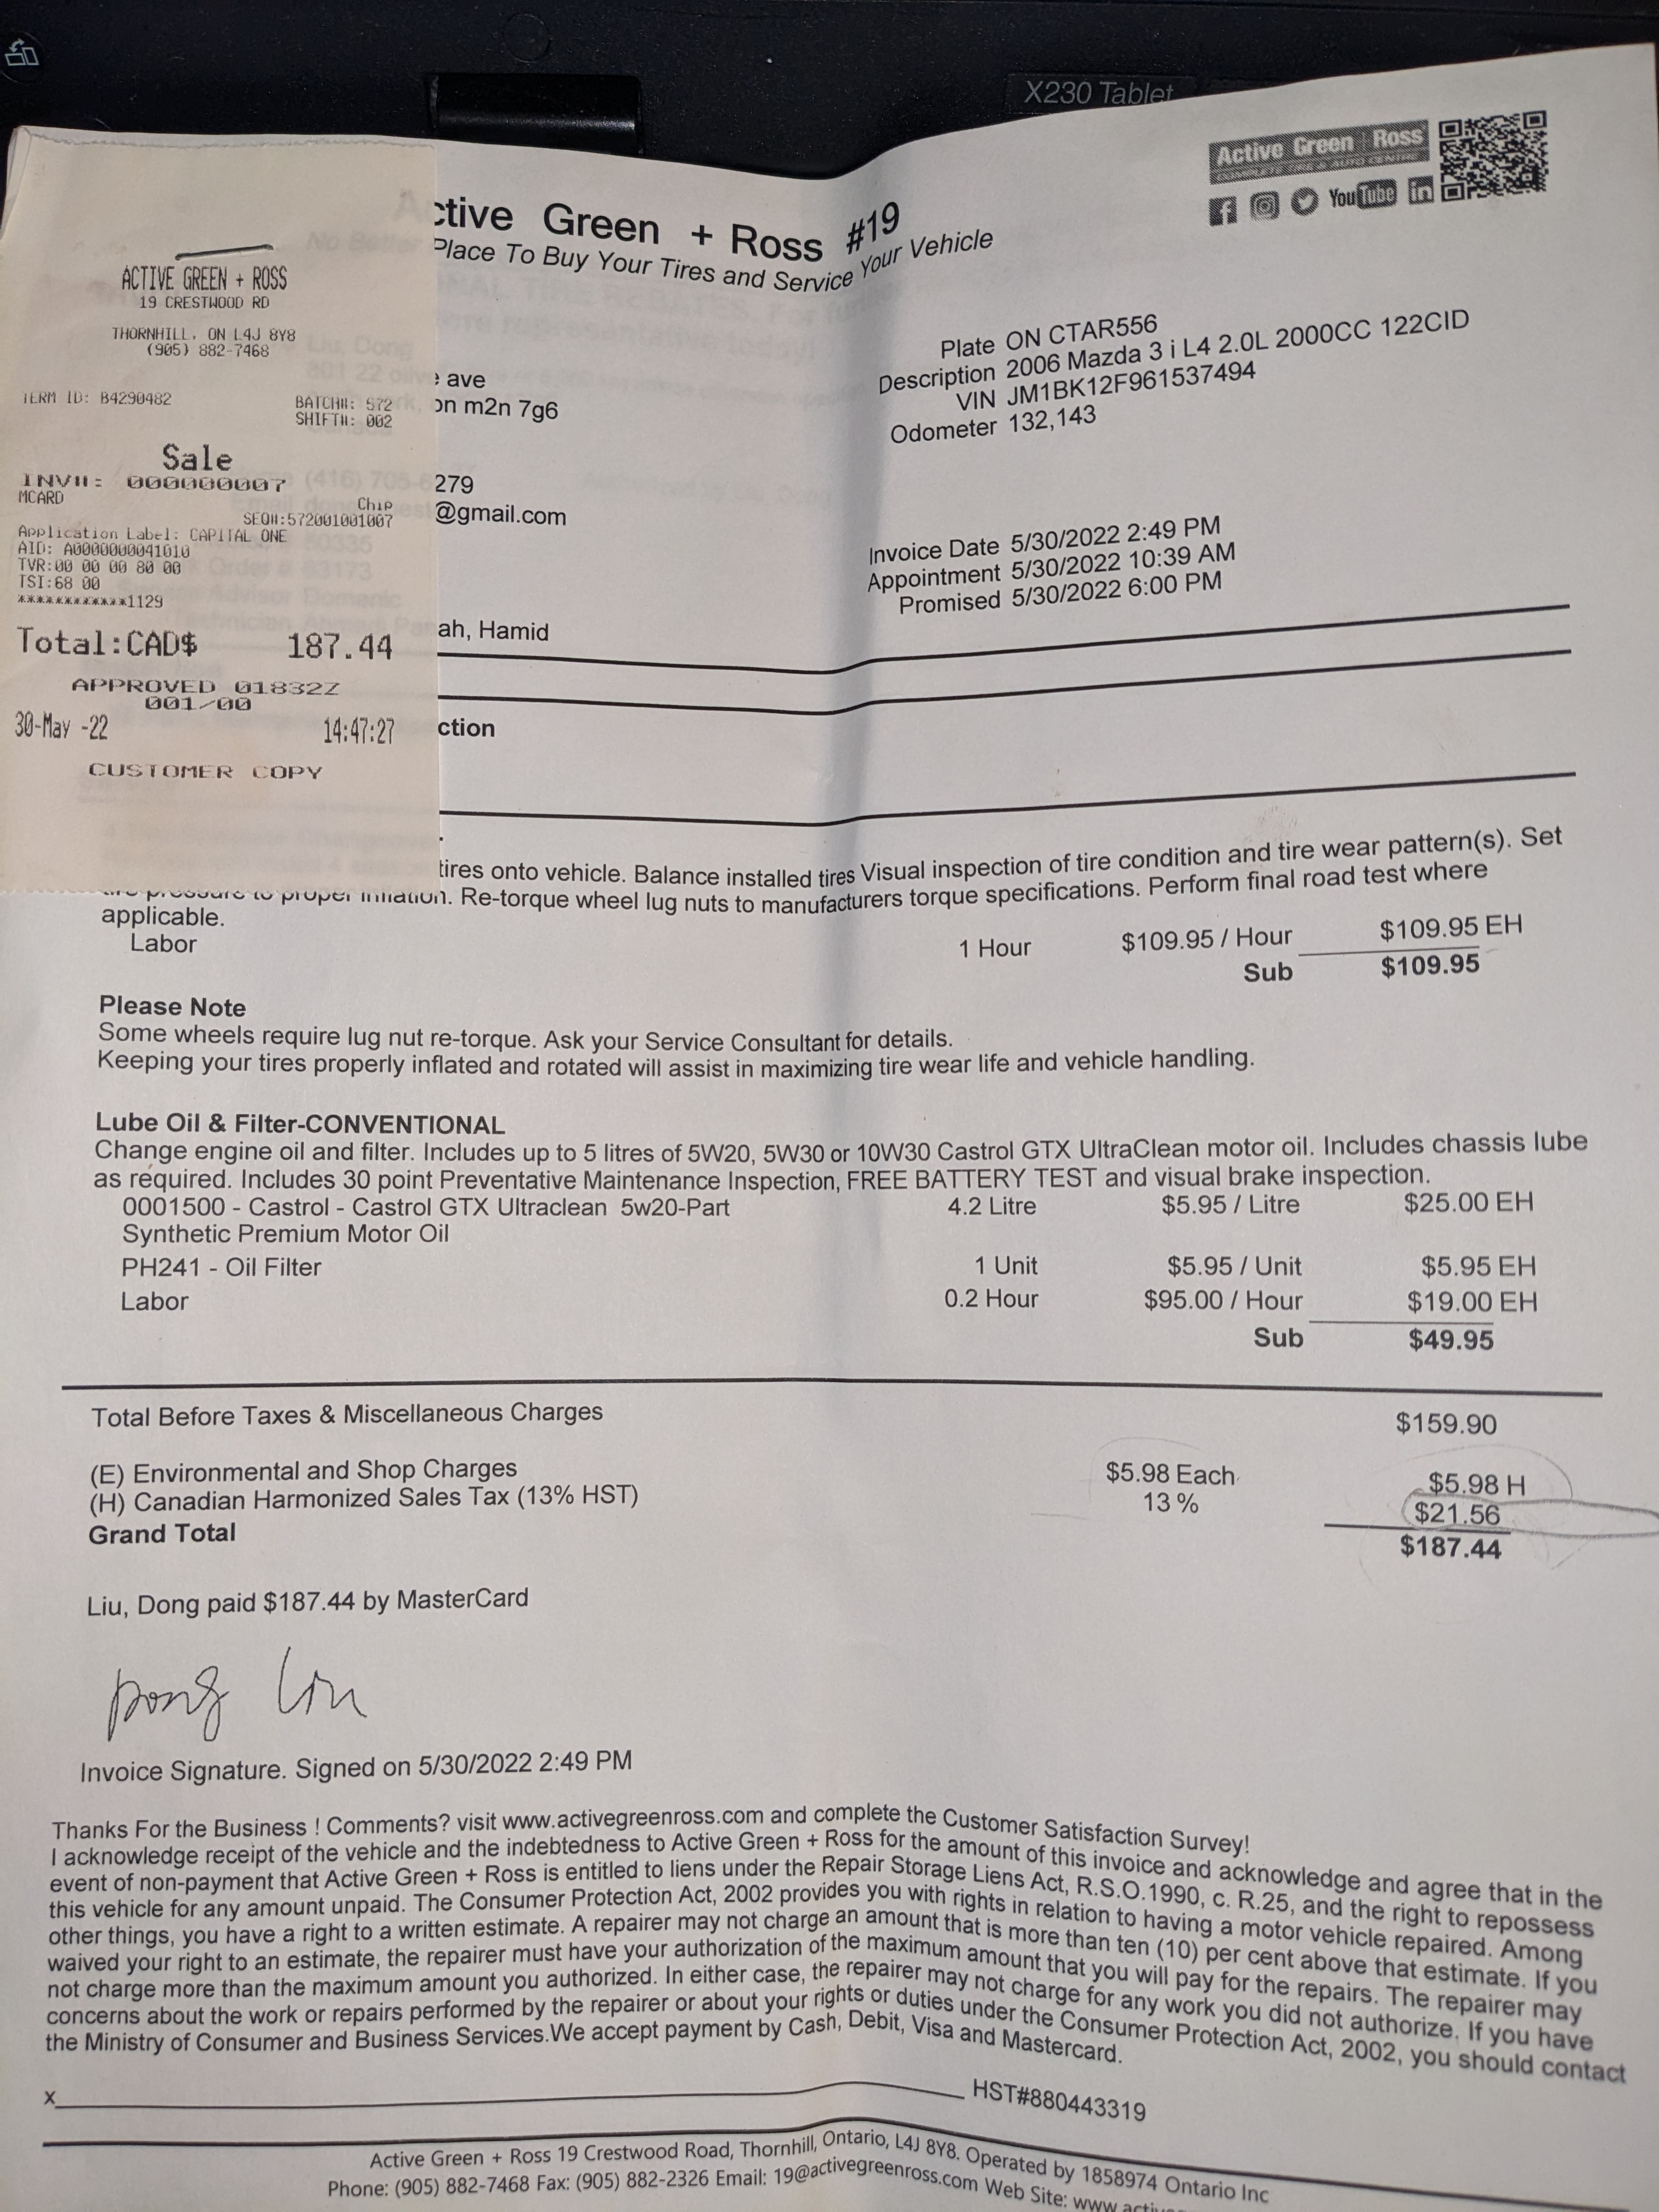 X230 Tablet
Active Green + Ross
COMPLETE TIRE & AUTO CENTRE
YouTube
in
ctive Green + Ross #19
Place To Buy Your Tires and Service Your Vehicle
ACTIVE GREEN + ROSS
19 CRESTWOOD RD
THORNHILL, ON L4J 8Y8
(905) 882-7468
TERM ID: B4290482
BATCH#: 572
SHIFT#: 002
Sale
INV#: 000000007
MCARD
Chip
SEQ#:572001001007
Application Label: CAPITAL ONE
AID: A0000000041010
TVR:00 00 00 80 00
TSI:68 00
************1129
Total:CAD$ 187.44
APPROVED 01832Z
001/00
30-May -22 14:47:27
CUSTOMER COPY
ave
on m2n 7g6
279
@gmail.com
ah, Hamid
ction
Plate ON CTAR556
Description 2006 Mazda 3 i L4 2.0L 2000CC 122CID
VIN JM1BK12F961537494
Odometer 132,143
Invoice Date 5/30/2022 2:49 PM
Appointment 5/30/2022 10:39 AM
Promised 5/30/2022 6:00 PM
tires onto vehicle. Balance installed tires Visual inspection of tire condition and tire wear pattern(s). Set
tire pressure to proper inflation. Re-torque wheel lug nuts to manufacturers torque specifications. Perform final road test where
applicable.
Labor 1 Hour $109.95 / Hour $109.95 EH
Sub $109.95
Please Note
Some wheels require lug nut re-torque. Ask your Service Consultant for details.
Keeping your tires properly inflated and rotated will assist in maximizing tire wear life and vehicle handling.
Lube Oil & Filter-CONVENTIONAL
Change engine oil and filter. Includes up to 5 litres of 5W20, 5W30 or 10W30 Castrol GTX UltraClean motor oil. Includes chassis lube
as required. Includes 30 point Preventative Maintenance Inspection, FREE BATTERY TEST and visual brake inspection.
0001500 - Castrol - Castrol GTX Ultraclean 5w20-Part 4.2 Litre $5.95 / Litre $25.00 EH
Synthetic Premium Motor Oil
PH241 - Oil Filter 1 Unit $5.95 / Unit $5.95 EH
Labor 0.2 Hour $95.00 / Hour $19.00 EH
Sub $49.95
Total Before Taxes & Miscellaneous Charges $159.90
(E) Environmental and Shop Charges $5.98 Each $5.98 H
(H) Canadian Harmonized Sales Tax (13% HST) 13 % $21.56
Grand Total $187.44
Liu, Dong paid $187.44 by MasterCard
Dong Liu
Invoice Signature. Signed on 5/30/2022 2:49 PM
Thanks For the Business ! Comments? visit www.activegreenross.com and complete the Customer Satisfaction Survey!
I acknowledge receipt of the vehicle and the indebtedness to Active Green + Ross for the amount of this invoice and acknowledge and agree that in the
event of non-payment that Active Green + Ross is entitled to liens under the Repair Storage Liens Act, R.S.O.1990, c. R.25, and the right to repossess
this vehicle for any amount unpaid. The Consumer Protection Act, 2002 provides you with rights in relation to having a motor vehicle repaired. Among
other things, you have a right to a written estimate. A repairer may not charge an amount that is more than ten (10) per cent above that estimate. If you
waived your right to an estimate, the repairer must have your authorization of the maximum amount that you will pay for the repairs. The repairer may
not charge more than the maximum amount you authorized. In either case, the repairer may not charge for any work you did not authorize. If you have
concerns about the work or repairs performed by the repairer or about your rights or duties under the Consumer Protection Act, 2002, you should contact
the Ministry of Consumer and Business Services.We accept payment by Cash, Debit, Visa and Mastercard.
x
HST#880443319
Active Green + Ross 19 Crestwood Road, Thornhill, Ontario, L4J 8Y8. Operated by 1858974 Ontario Inc
Phone: (905) 882-7468 Fax: (905) 882-2326 Email: 19@activegreenross.com Web Site: www